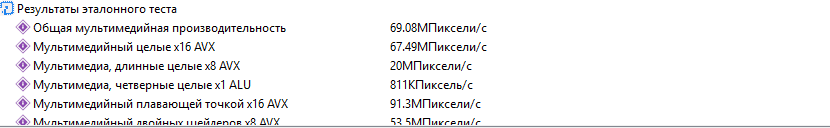 Результаты эталонного теста
Общая мультимедийная производительность 69.08МПиксели/с
Мультимедийный целые x16 AVX 67.49МПиксели/с
Мультимедиа, длинные целые x8 AVX 20МПиксели/с
Мультимедиа, четверные целые x1 ALU 811КПиксель/с
Мультимедийный плавающей точкой x16 AVX 91.3МПиксели/с
Мультимедийный двойных шейдеров x8 AVX 53.5МПиксели/с